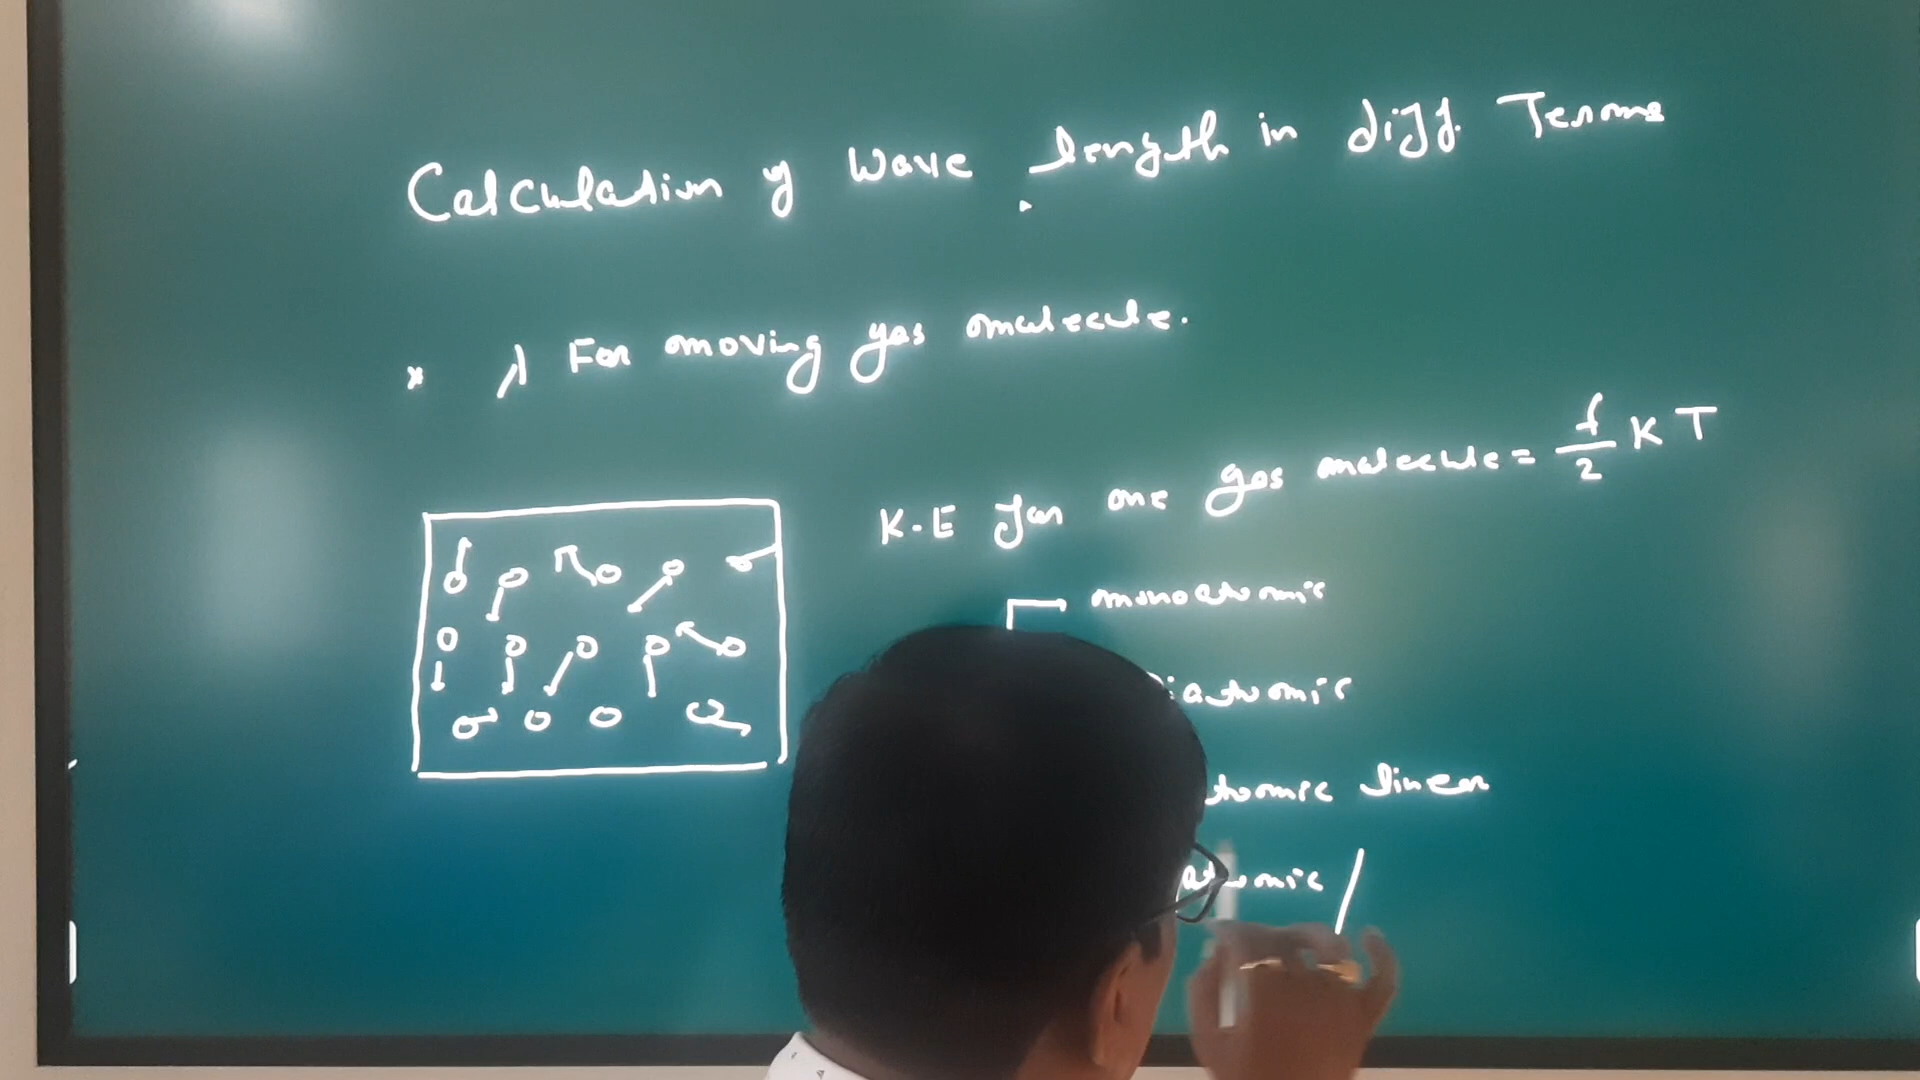 Calculation of Wave length in diff. Terms
* λ For moving gas molecule.
K.E for one gas molecule = f/2 KT
monoatomic
iatomic
tomic linear
atomic /